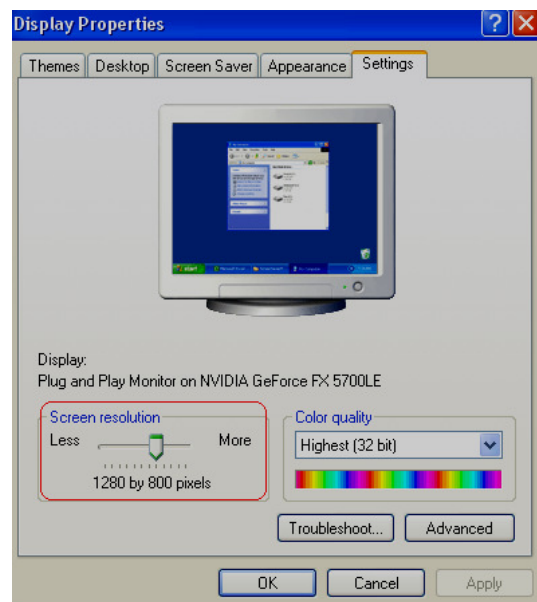 Display Properties
Themes Desktop Screen Saver Appearance Settings
start
Display:
Plug and Play Monitor on NVIDIA GeForce FX 5700LE
Screen resolution
Less More
1280 by 800 pixels
Color quality
Highest (32 bit)
Troubleshoot... Advanced
OK Cancel Apply